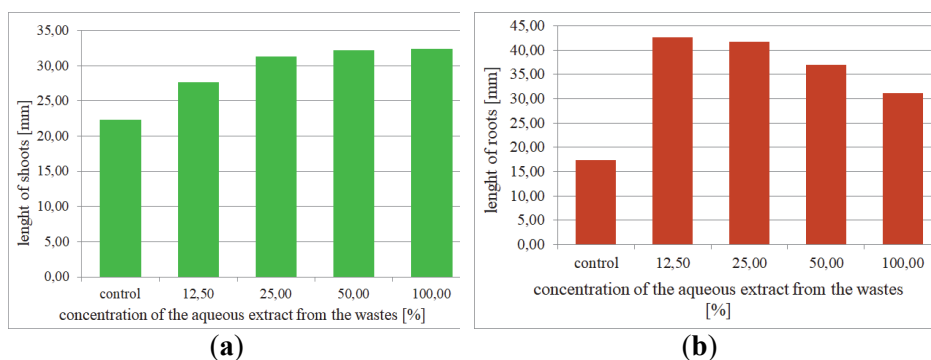 lenght of shoots [mm]
35,00
30,00
25,00
20,00
15,00
10,00
5,00
0,00
control 12,50 25,00 50,00 100,00
concentration of the aqueous extract from the wastes [%]
(a)
lenght of roots [mm]
45,00
40,00
35,00
30,00
25,00
20,00
15,00
10,00
5,00
0,00
control 12,50 25,00 50,00 100,00
concentration of the aqueous extract from the wastes
[%]
(b)